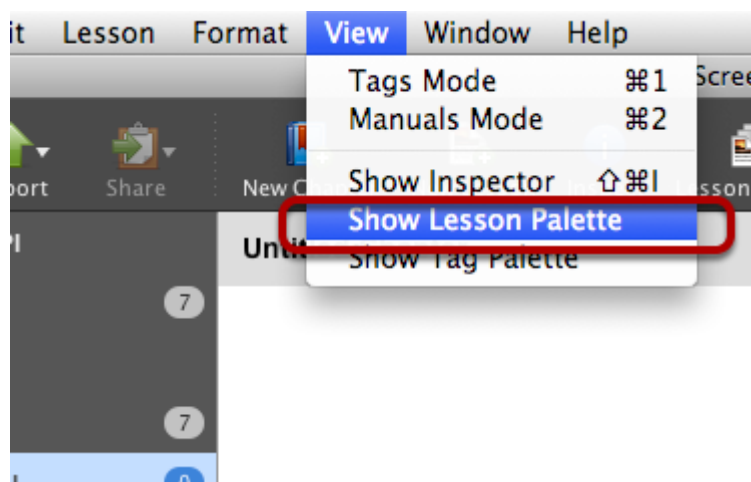 it Lesson Format View Window Help
Tags Mode ⌘1 Scree
Manuals Mode ⌘2
port Share New Ch Show Inspector ⇧⌘I Lesson
Show Lesson Palette
Untit Show Tag Palette
7
7